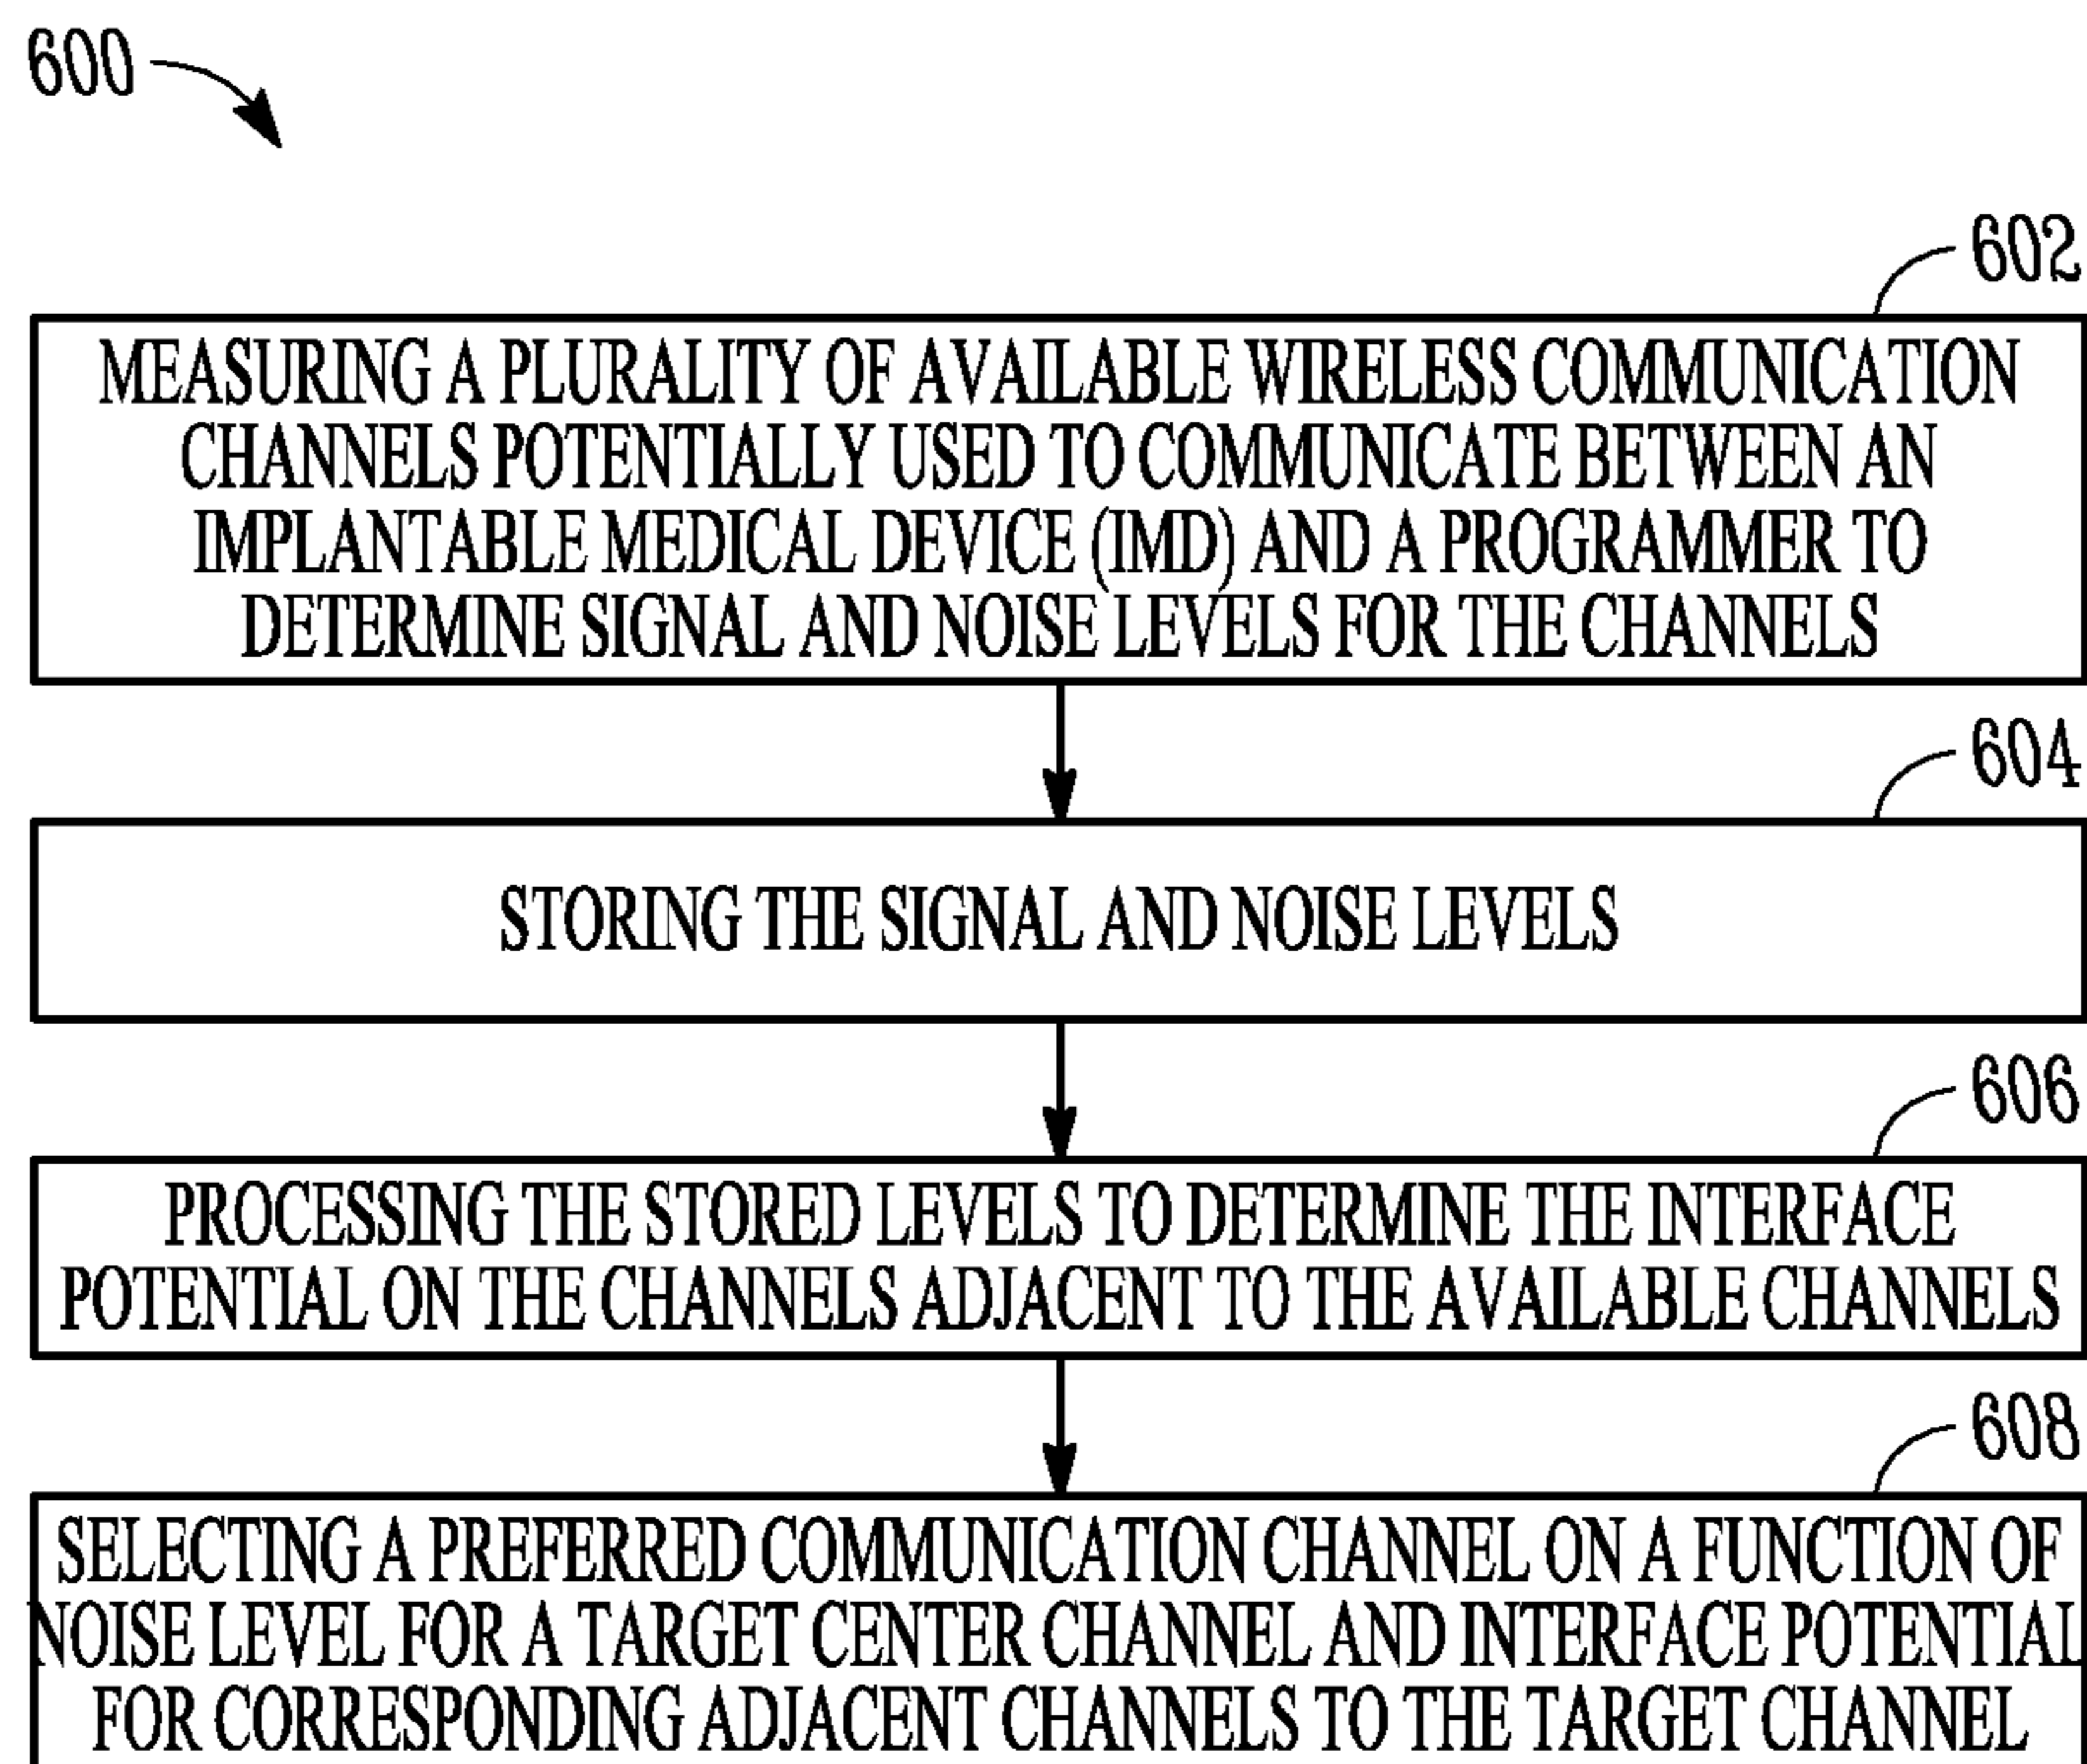 600
602
MEASURING A PLURALITY OF AVAILABLE WIRELESS COMMUNICATION
CHANNELS POTENTIALLY USED TO COMMUNICATE BETWEEN AN
IMPLANTABLE MEDICAL DEVICE (IMD) AND A PROGRAMMER TO
DETERMINE SIGNAL AND NOISE LEVELS FOR THE CHANNELS
604
STORING THE SIGNAL AND NOISE LEVELS
606
PROCESSING THE STORED LEVELS TO DETERMINE THE INTERFACE
POTENTIAL ON THE CHANNELS ADJACENT TO THE AVAILABLE CHANNELS
608
SELECTING A PREFERRED COMMUNICATION CHANNEL ON A FUNCTION OF
NOISE LEVEL FOR A TARGET CENTER CHANNEL AND INTERFACE POTENTIAL
FOR CORRESPONDING ADJACENT CHANNELS TO THE TARGET CHANNEL